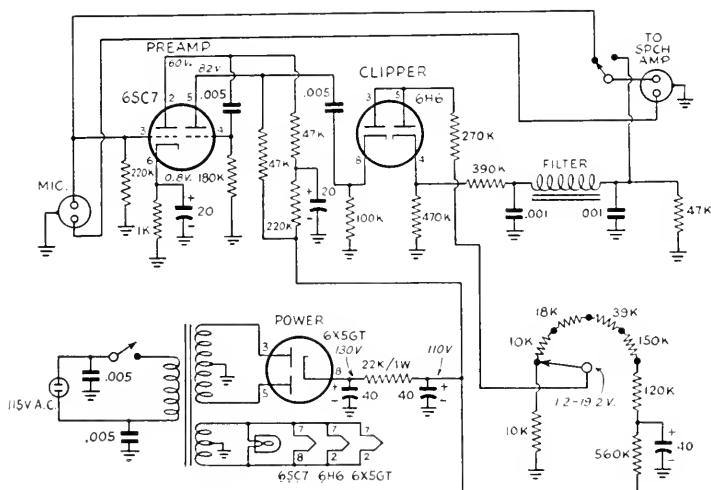 PREAMP
TO
SPCH
AMP
60V.
82V
CLIPPER
6SC7
2
5
.005
.005
3
5
6H6
3
4
47K
270K
6
0.8V.
8
4
390K
FILTER
MIC.
220K
180K
47K
20
20
100K
470K
.001
.001
47K
1K
220K
18K
39K
POWER
6X5GT
10K
150K
3
130V
22K/1W
110V
8
.005
5
40
40
120K
115V A.C.
1.2-19.2V.
.005
7
7
7
10K
40
8
2
2
560K
6SC7 6H6 6X5GT